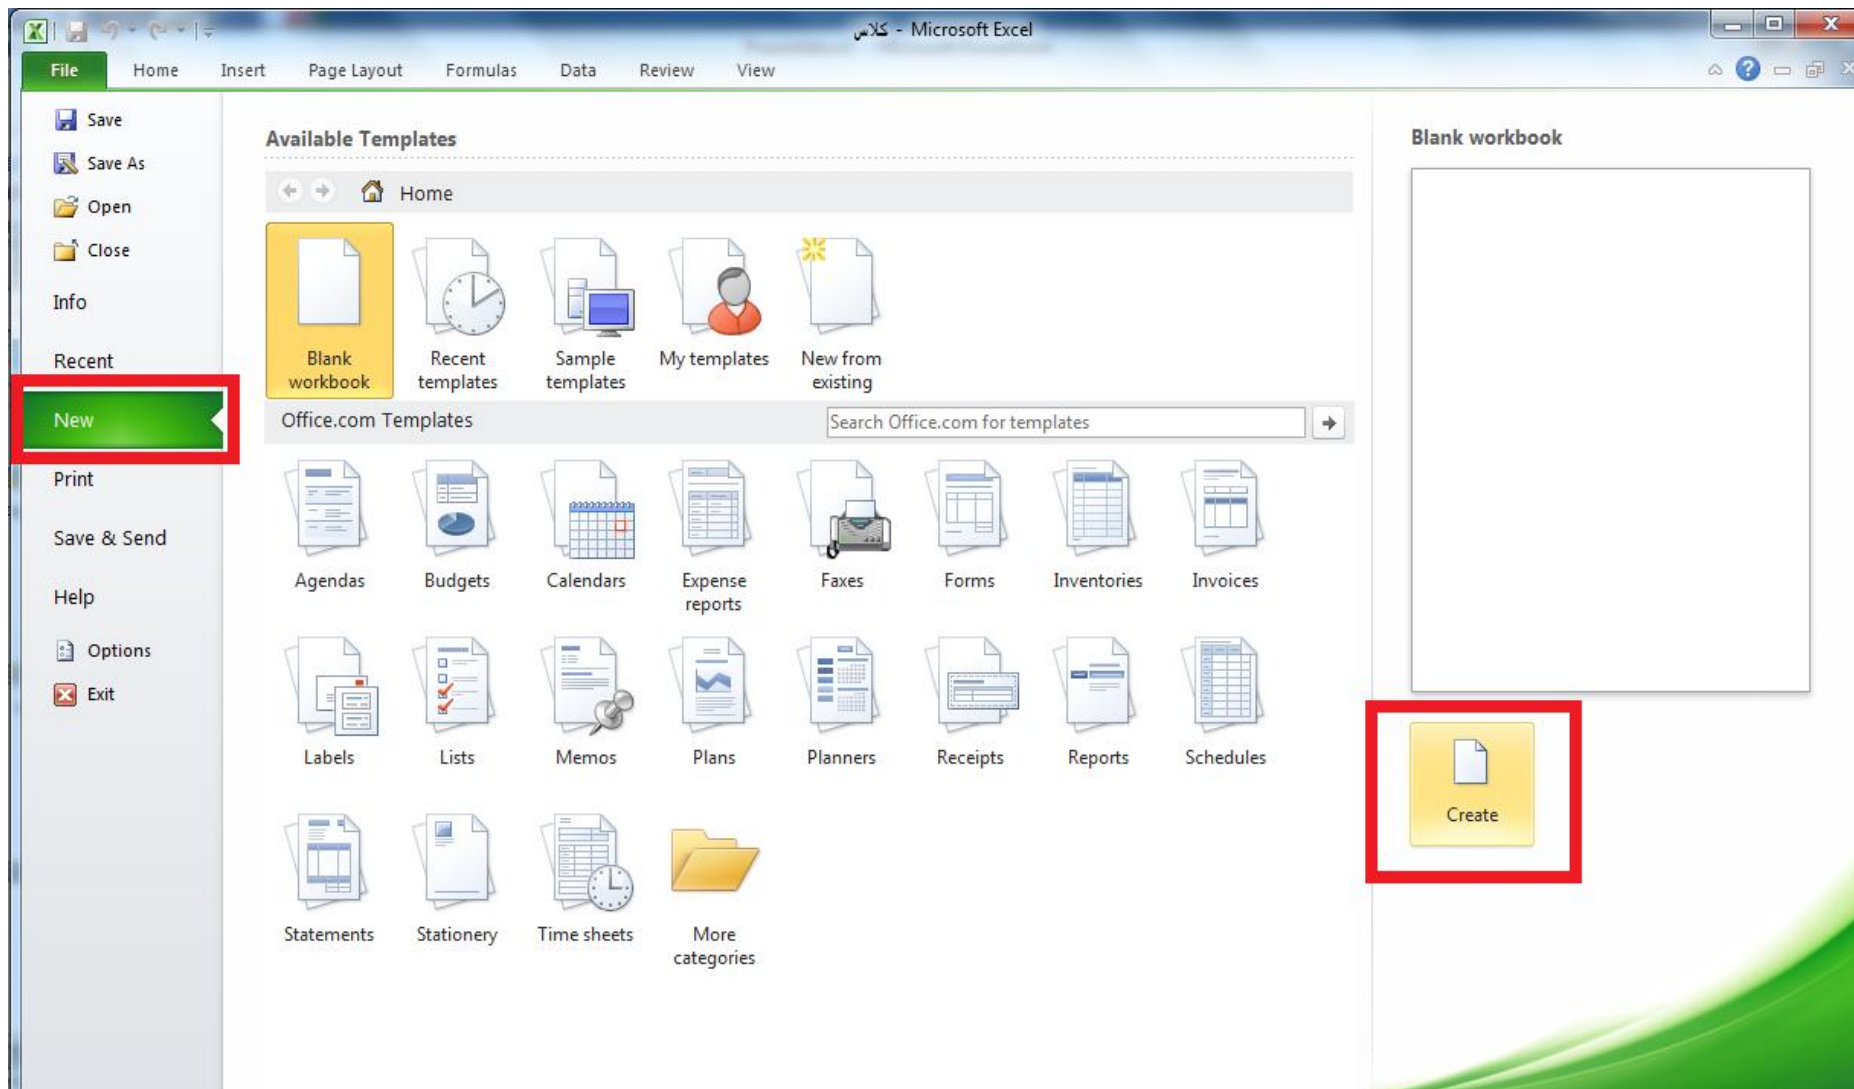 کلاس - Microsoft Excel
File Home Insert Page Layout Formulas Data Review View
Save
Save As
Open
Close
Info
Recent
New
Print
Save & Send
Help
Options
Exit
Available Templates
Home
Blank workbook
Recent templates
Sample templates
My templates
New from existing
Office.com Templates
Search Office.com for templates
Agendas
Budgets
Calendars
Expense reports
Faxes
Forms
Inventories
Invoices
Labels
Lists
Memos
Plans
Planners
Receipts
Reports
Schedules
Statements
Stationery
Time sheets
More categories
Blank workbook
Create